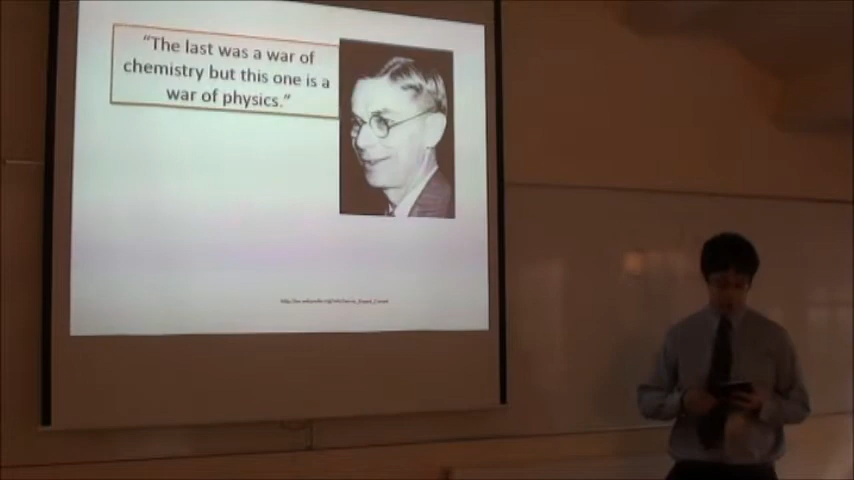 “The last was a war of
chemistry but this one is a
war of physics.”